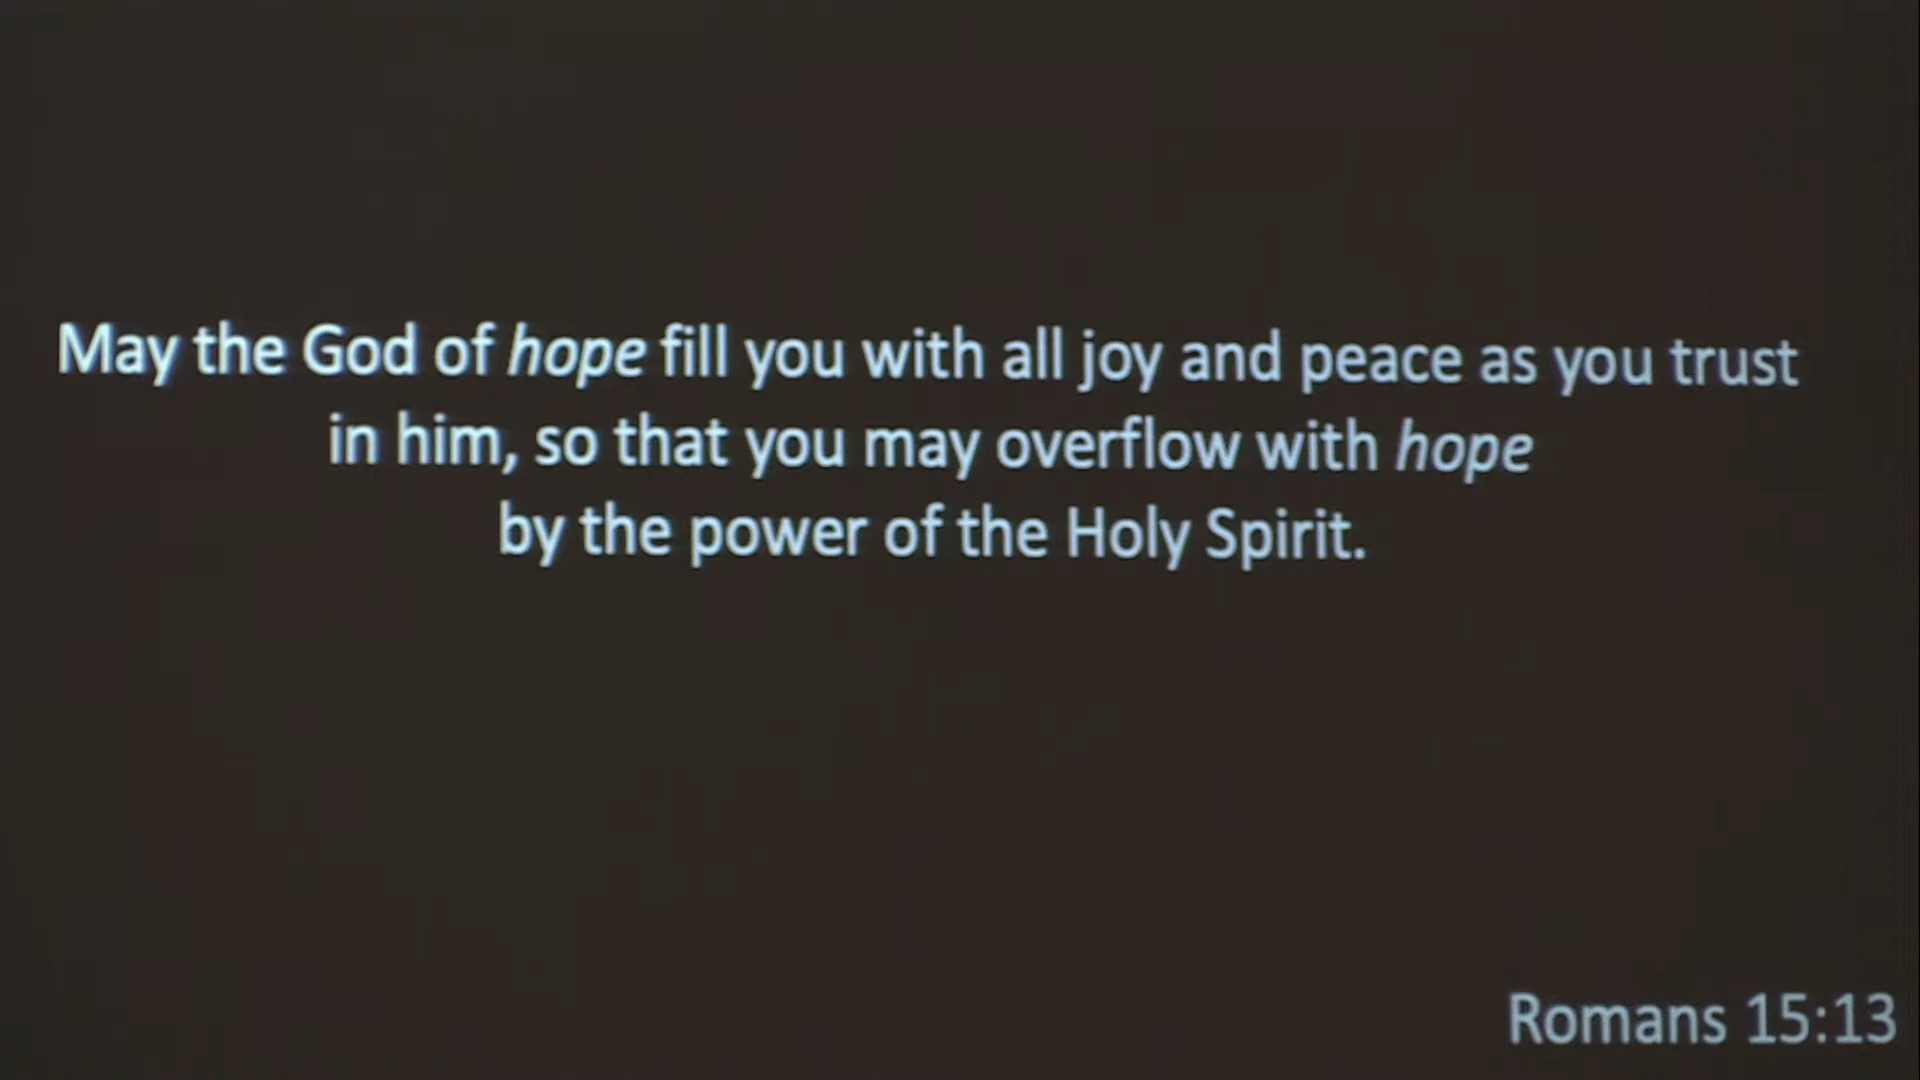 May the God of hope fill you with all joy and peace as you trust
in him, so that you may overflow with hope
by the power of the Holy Spirit.
Romans 15:13